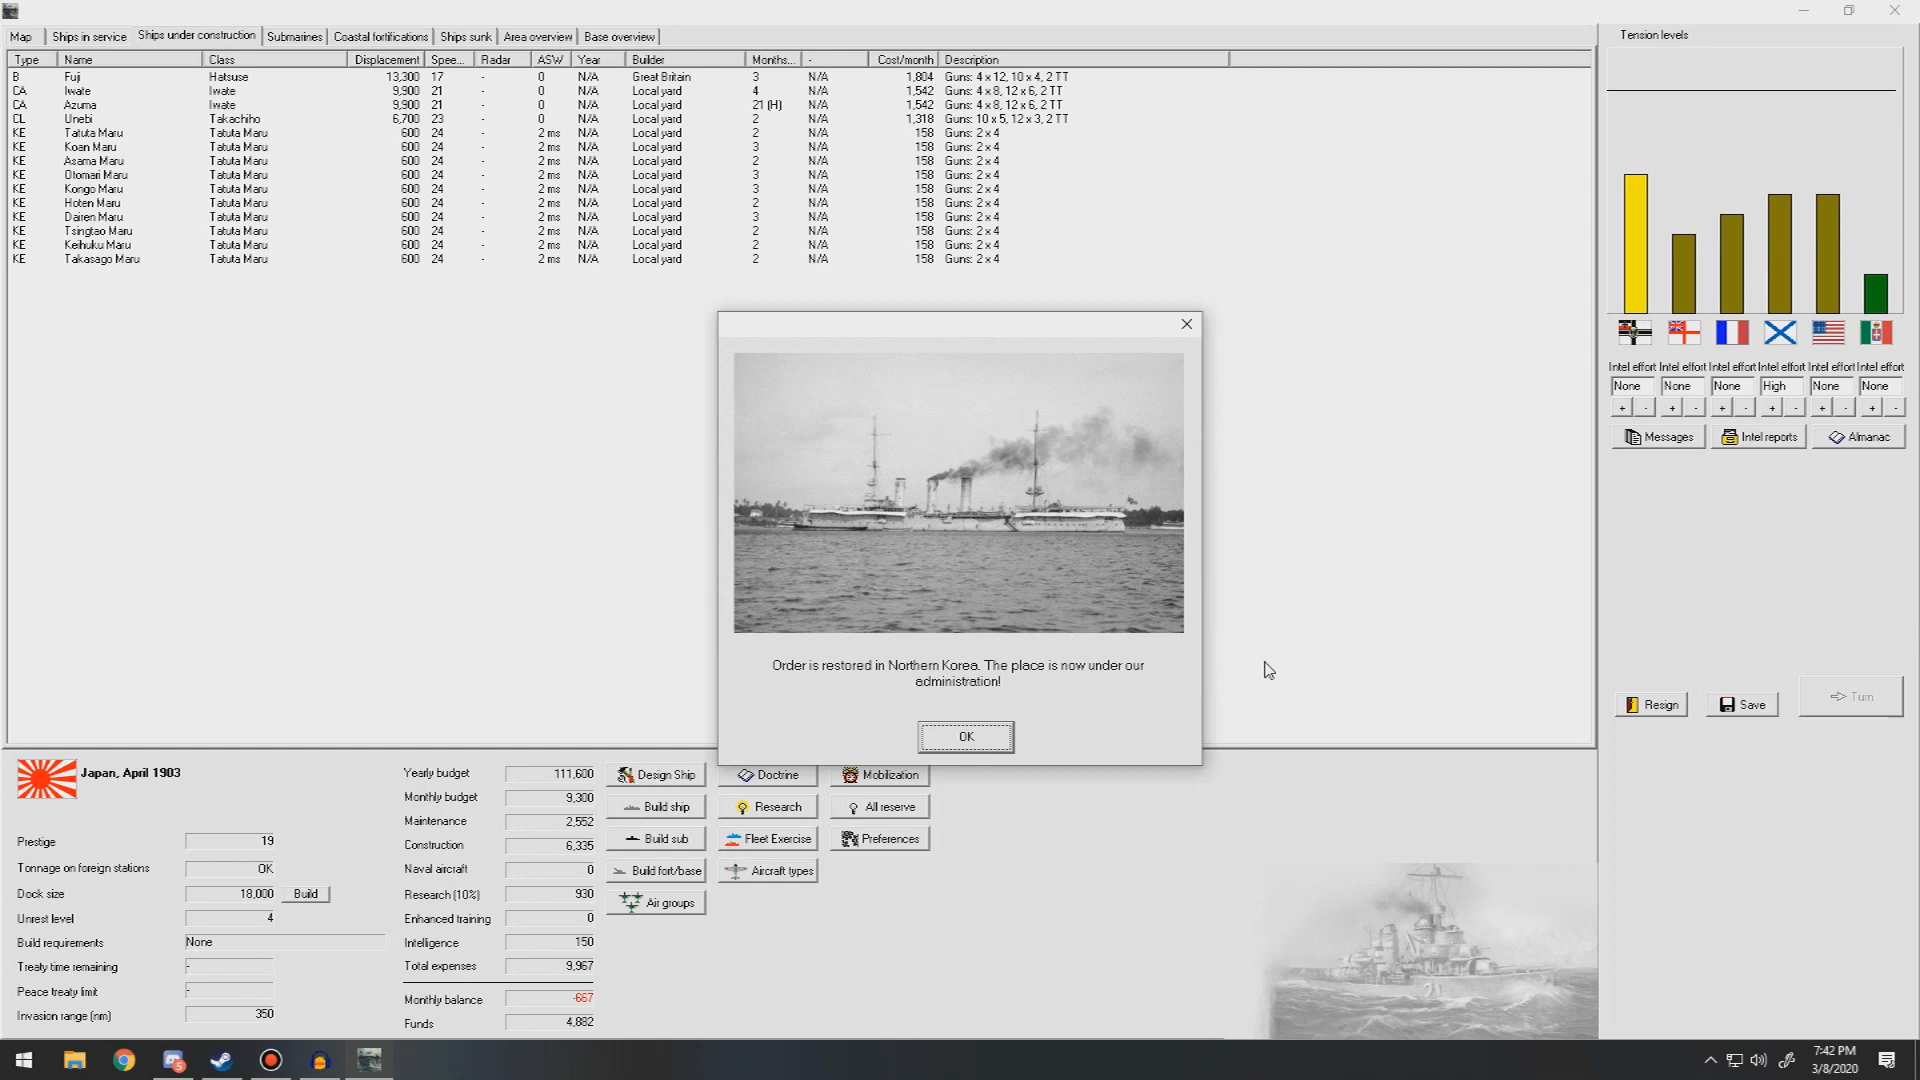 Map Ships in service Ships under construction Submarines Coastal fortifications Ships sunk Area overview Base overview
Type Name Class Displacement Spee... Radar ASW Year Builder Months... - Cost/month Description
B Fuji Hatsuse 13,300 17 - 0 N/A Great Britain 3 N/A 1,804 Guns: 4 x 12, 10 x 4, 2 TT
CA Iwate Iwate 9,900 21 - 0 N/A Local yard 4 N/A 1,542 Guns: 4 x 8, 12 x 6, 2 TT
CA Azuma Iwate 9,900 21 - 0 N/A Local yard 21 (H) N/A 1,542 Guns: 4 x 8, 12 x 6, 2 TT
CL Unebi Takachiho 6,700 23 - 0 N/A Local yard 2 N/A 1,318 Guns: 10 x 5, 12 x 3, 2 TT
KE Tatuta Maru Tatuta Maru 600 24 - 2 ms N/A Local yard 2 N/A 158 Guns: 2 x 4
KE Koan Maru Tatuta Maru 600 24 - 2 ms N/A Local yard 3 N/A 158 Guns: 2 x 4
KE Asama Maru Tatuta Maru 600 24 - 2 ms N/A Local yard 2 N/A 158 Guns: 2 x 4
KE Otomari Maru Tatuta Maru 600 24 - 2 ms N/A Local yard 3 N/A 158 Guns: 2 x 4
KE Kongo Maru Tatuta Maru 600 24 - 2 ms N/A Local yard 3 N/A 158 Guns: 2 x 4
KE Hoten Maru Tatuta Maru 600 24 - 2 ms N/A Local yard 2 N/A 158 Guns: 2 x 4
KE Dairen Maru Tatuta Maru 600 24 - 2 ms N/A Local yard 3 N/A 158 Guns: 2 x 4
KE Tsingtao Maru Tatuta Maru 600 24 - 2 ms N/A Local yard 2 N/A 158 Guns: 2 x 4
KE Keihuku Maru Tatuta Maru 600 24 - 2 ms N/A Local yard 2 N/A 158 Guns: 2 x 4
KE Takasago Maru Tatuta Maru 600 24 - 2 ms N/A Local yard 2 N/A 158 Guns: 2 x 4
Tension levels
Intel effort Intel effort Intel effort Intel effort Intel effort Intel effort
None None None High None None
+ - + - + - + - + - + -
Messages Intel reports Almanac
Resign Save Turn
Order is restored in Northern Korea. The place is now under our
administration!
OK
Japan, April 1903
Prestige 19
Tonnage on foreign stations OK
Dock size 18,000 Build
Unrest level 4
Build requirements None
Treaty time remaining -
Peace treaty limit -
Invasion range (nm) 350
Yearly budget 111,600
Monthly budget 9,300
Maintenance 2,552
Construction 6,335
Naval aircraft 0
Research (10%) 930
Enhanced training 0
Intelligence 150
Total expenses 9,967
Monthly balance -667
Funds 4,882
Design Ship Doctrine Mobilization
Build ship Research All reserve
Build sub Fleet Exercise Preferences
Build fort/base Aircraft types
Air groups
5
7:42 PM
3/8/2020